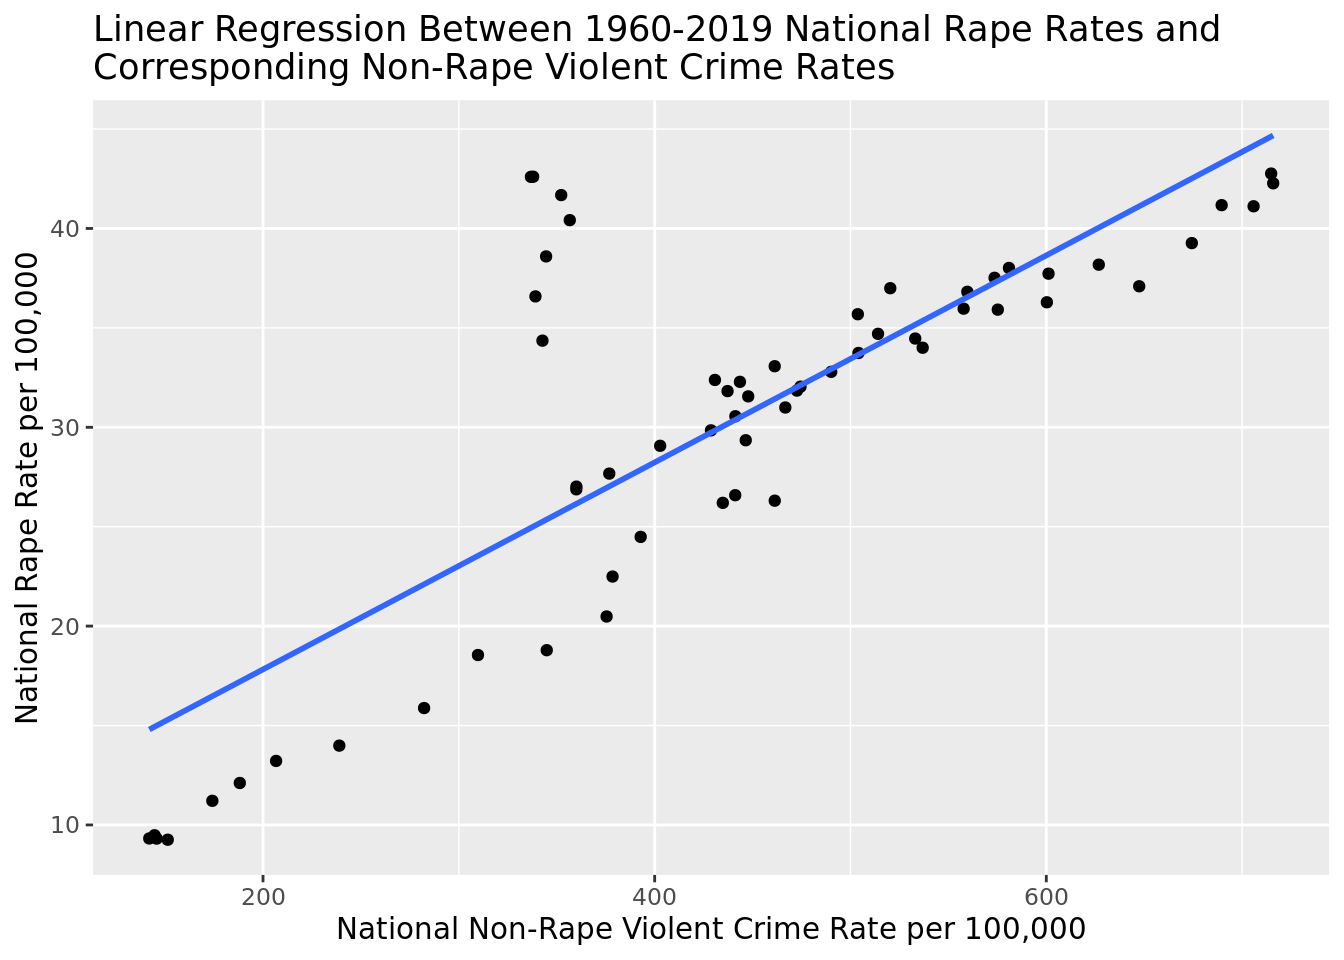 Linear Regression Between 1960-2019 National Rape Rates and
Corresponding Non-Rape Violent Crime Rates
National Rape Rate per 100,000
40
30
20
10
200
400
600
National Non-Rape Violent Crime Rate per 100,000